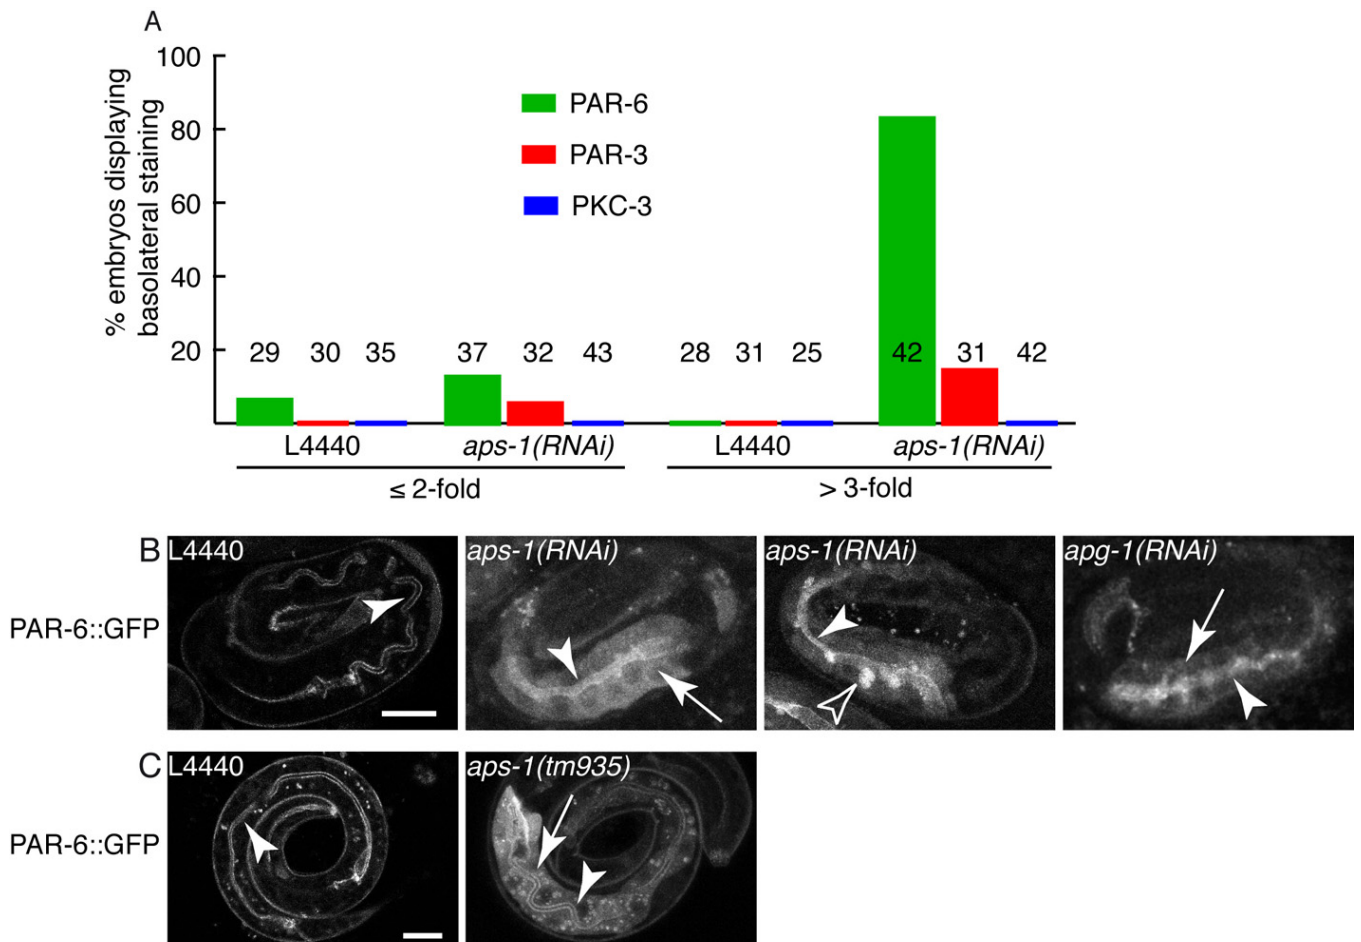 A
100
80
60
40
20
% embryos displaying
basolateral staining
PAR-6
PAR-3
PKC-3
29 30 35 37 32 43 28 31 25 42 31 42
L4440 aps-1(RNAi) L4440 aps-1(RNAi)
≤ 2-fold > 3-fold
B L4440 aps-1(RNAi) aps-1(RNAi) apg-1(RNAi)
PAR-6::GFP
C L4440 aps-1(tm935)
PAR-6::GFP